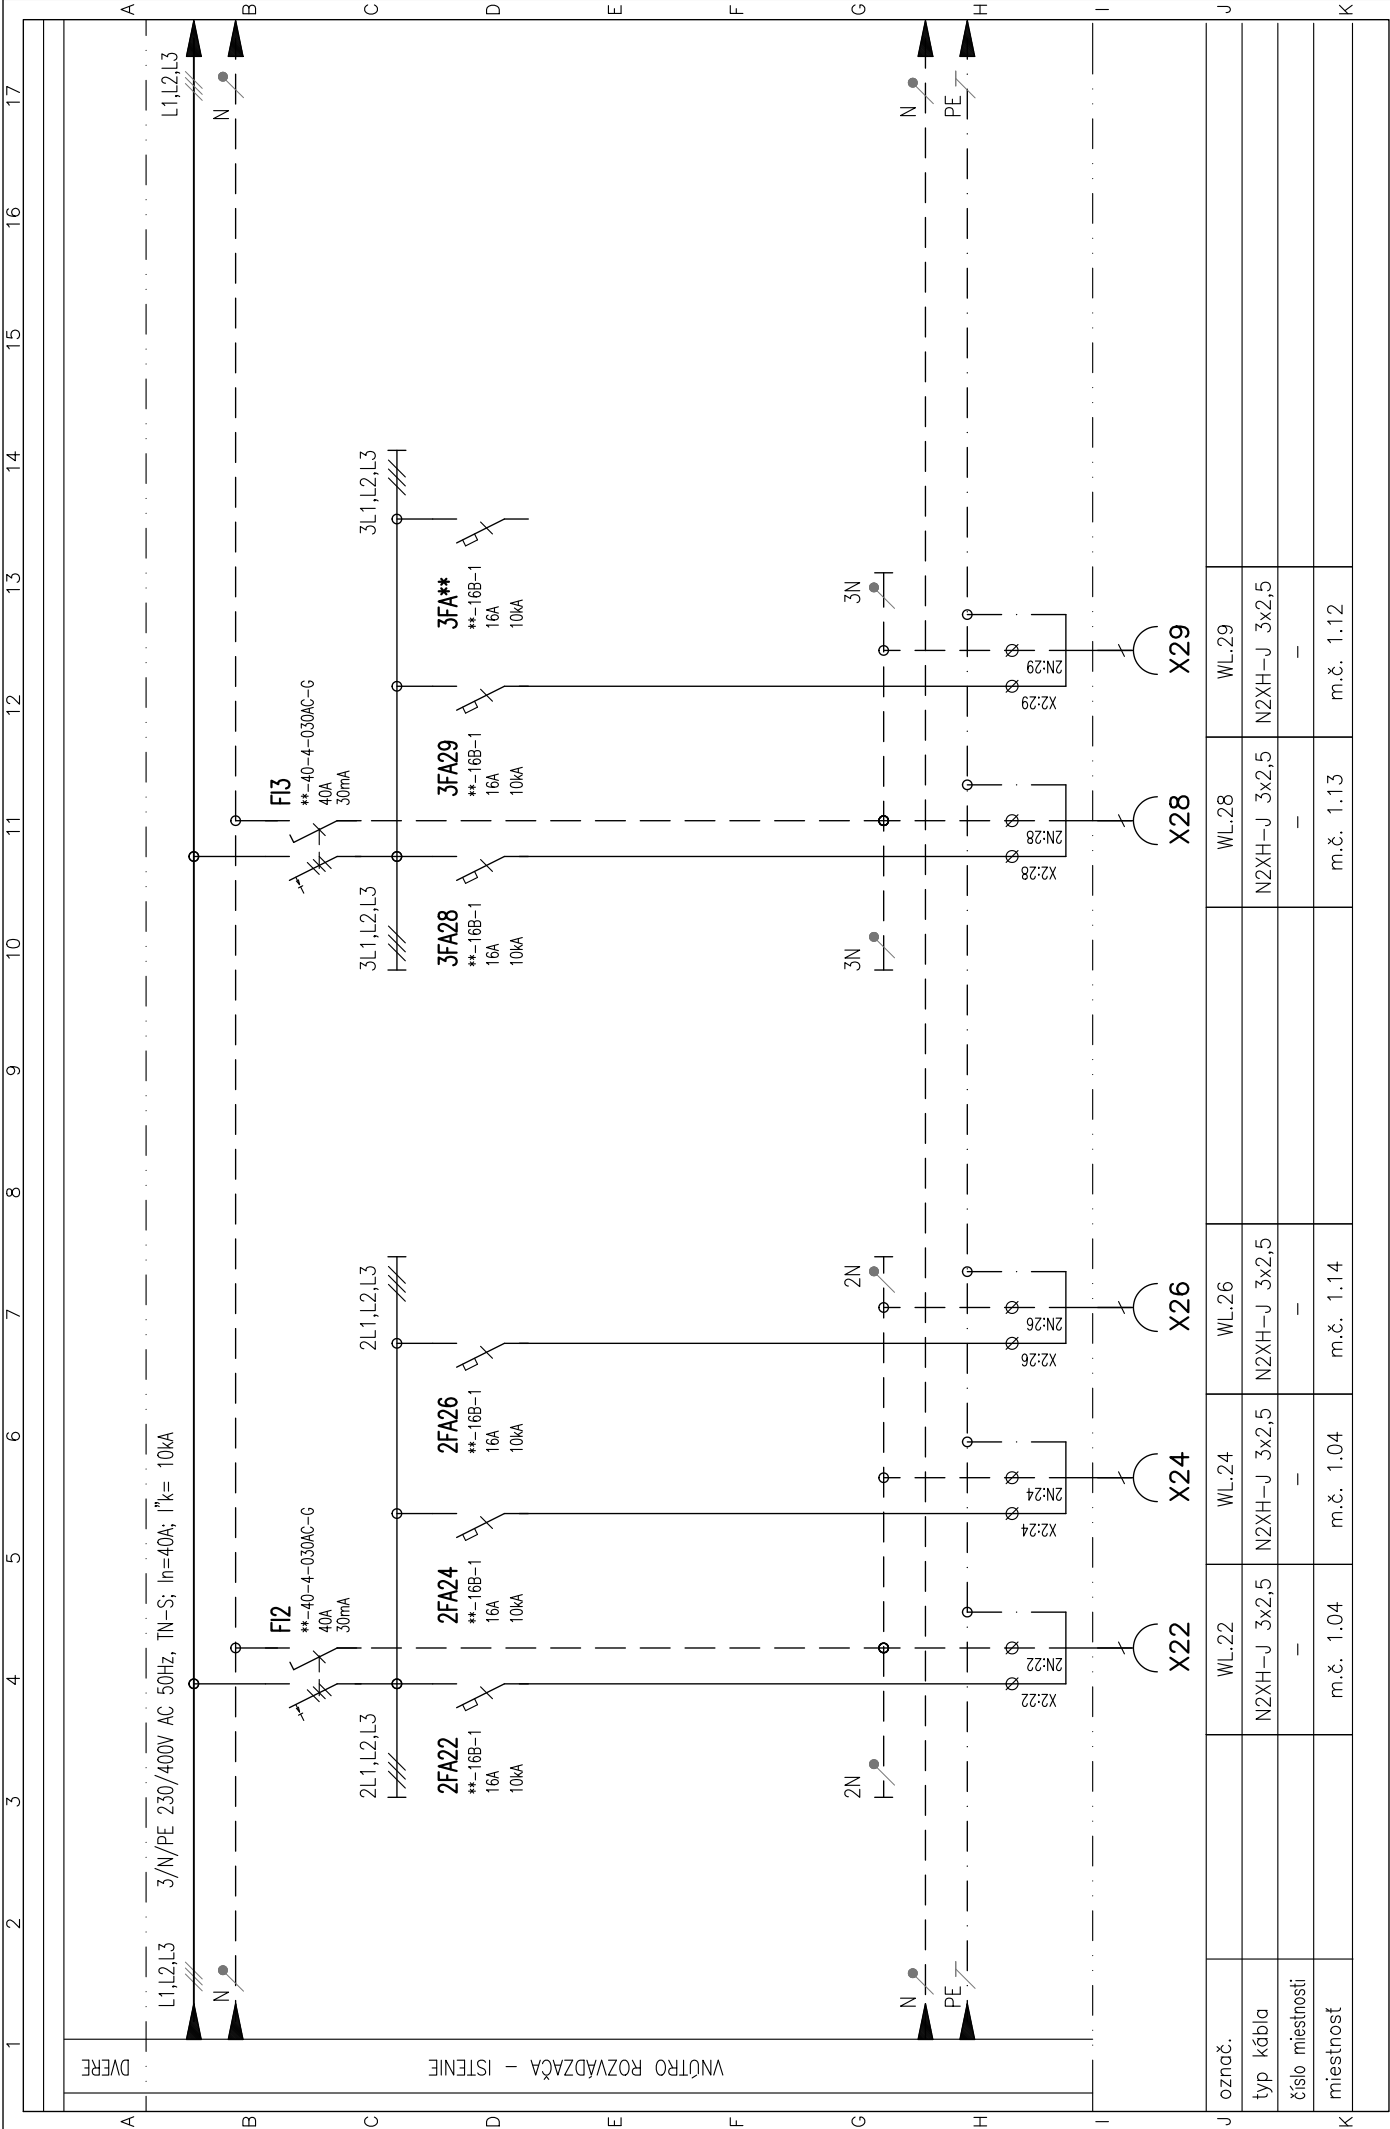 1 2 3 4 5 6 7 8 9 10 11 12 13 14 15 16 17
A A
B B
C C
D D
E E
F F
G G
H H
I I
J J
K K
DVERE
VNÚTRO ROZVÁDZAČA – ISTENIE
L1,L2,L3
3/N/PE 230/400V AC 50Hz, TN–S; In=40A; I"k= 10kA
L1,L2,L3
N
N
FI2
**–40–4–030AC–G
40A
30mA
FI3
**–40–4–030AC–G
40A
30mA
2L1,L2,L3
2L1,L2,L3
3L1,L2,L3
3L1,L2,L3
2FA22
**–16B–1
16A
10kA
2FA24
**–16B–1
16A
10kA
2FA26
**–16B–1
16A
10kA
3FA28
**–16B–1
16A
10kA
3FA29
**–16B–1
16A
10kA
3FA**
**–16B–1
16A
10kA
2N
2N
3N
3N
N
N
PE
PE
X2:22
2N:22
X2:24
2N:24
X2:26
2N:26
X2:28
2N:28
X2:29
2N:29
X22
X24
X26
X28
X29
označ. WL.22 WL.24 WL.26 WL.28 WL.29
typ kábla N2XH–J 3x2,5 N2XH–J 3x2,5 N2XH–J 3x2,5 N2XH–J 3x2,5 N2XH–J 3x2,5
číslo miestnosti – – – – –
miestnosť m.č. 1.04 m.č. 1.04 m.č. 1.14 m.č. 1.13 m.č. 1.12